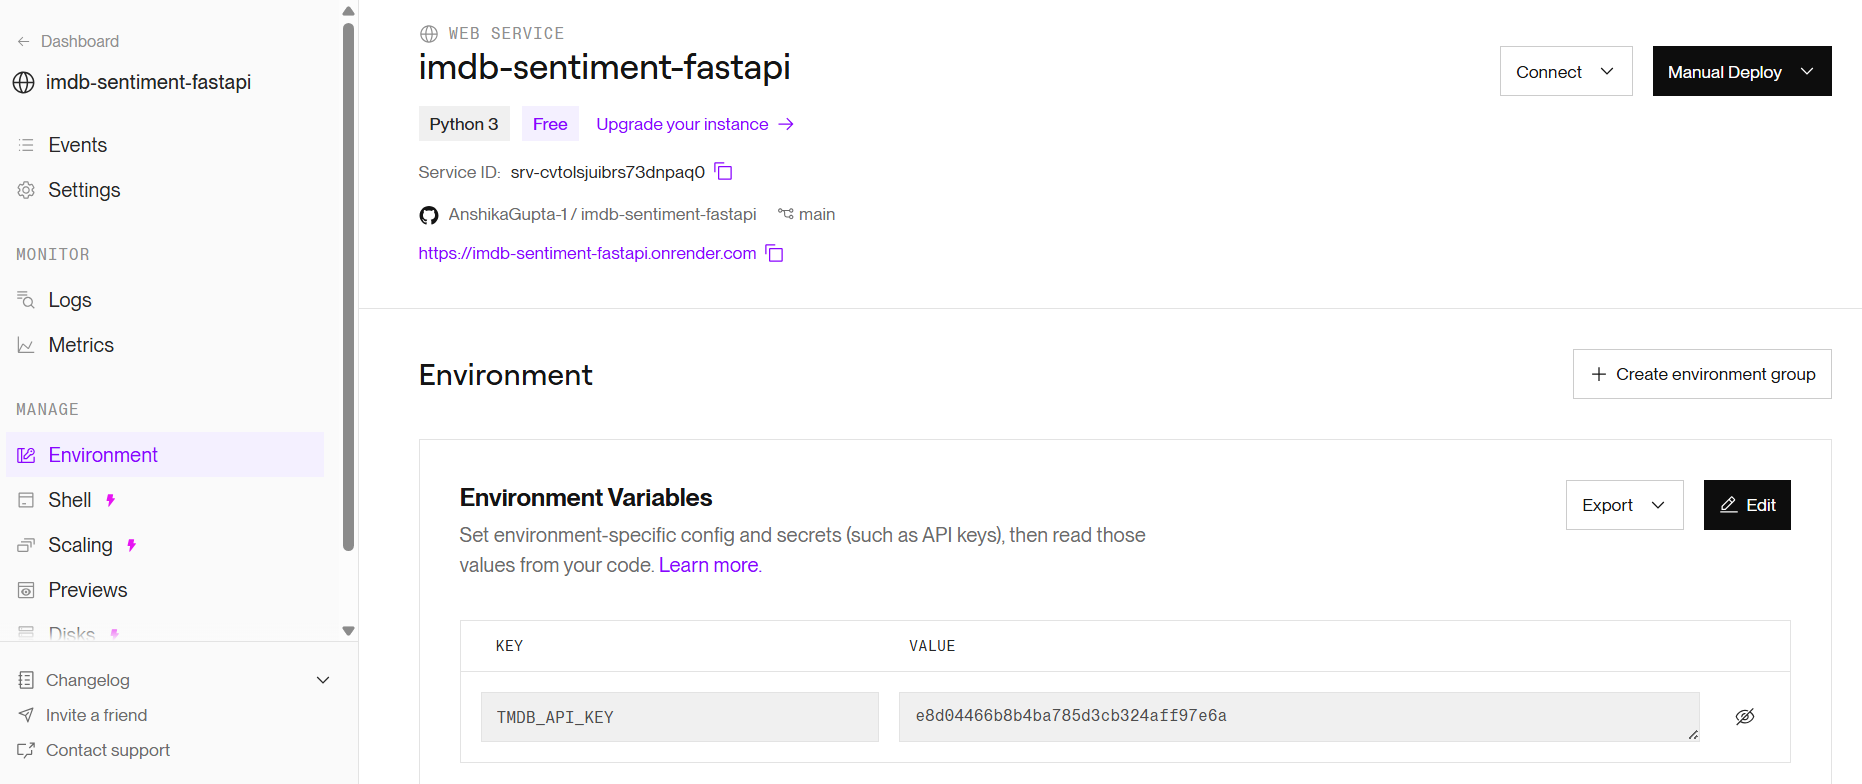 Dashboard
imdb-sentiment-fastapi
Events
Settings
MONITOR
Logs
Metrics
MANAGE
Environment
Shell
Scaling
Previews
Disks
Changelog
Invite a friend
Contact support
WEB SERVICE
imdb-sentiment-fastapi
Connect
Manual Deploy
Python 3 Free Upgrade your instance
Service ID: srv-cvtolsjuibrs73dnpaq0
AnshikaGupta-1 / imdb-sentiment-fastapi main
https://imdb-sentiment-fastapi.onrender.com
Environment
Create environment group
Environment Variables
Set environment-specific config and secrets (such as API keys), then read those
values from your code. Learn more.
Export
Edit
KEY VALUE
TMDB_API_KEY e8d04466b8b4ba785d3cb324aff97e6a